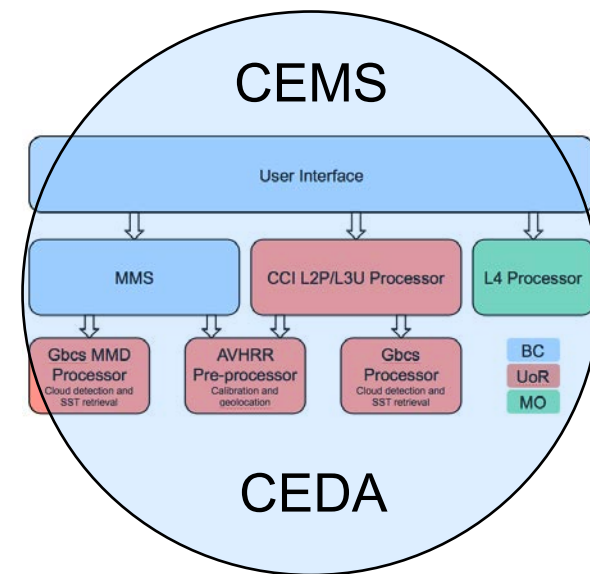 CEMS
User Interface
MMS
CCI L2P/L3U Processor
L4 Processor
Gbcs MMD
Processor
Cloud detection and
SST retrieval
AVHRR
Pre-processor
Calibration and
geolocation
Gbcs
Processor
Cloud detection and
SST retrieval
BC
UoR
MO
CEDA